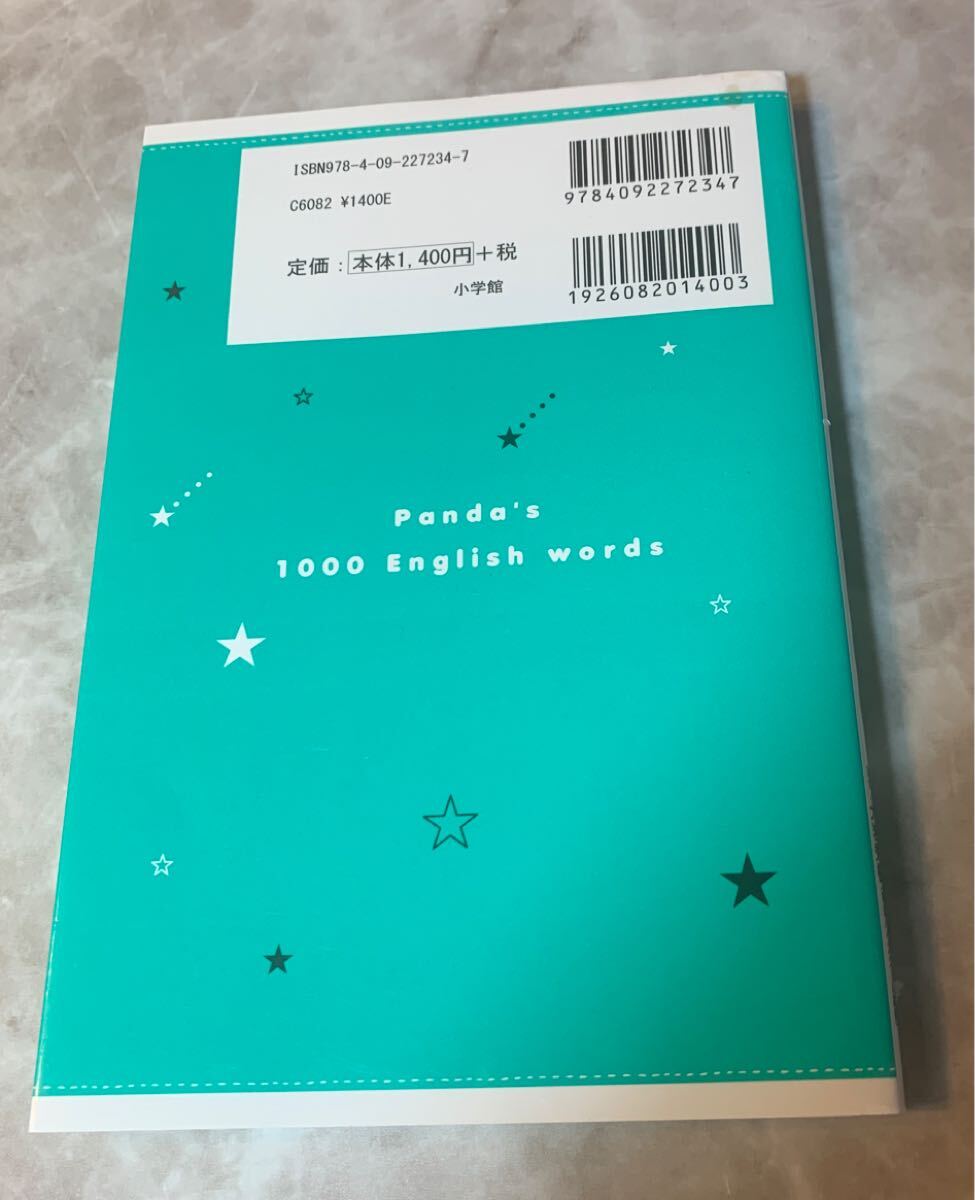 ISBN978-4-09-227234-7
C6082 ¥1400E
定価：本体1,400円＋税
小学館
9784092272347
1926082014003
Panda's
1000 English words